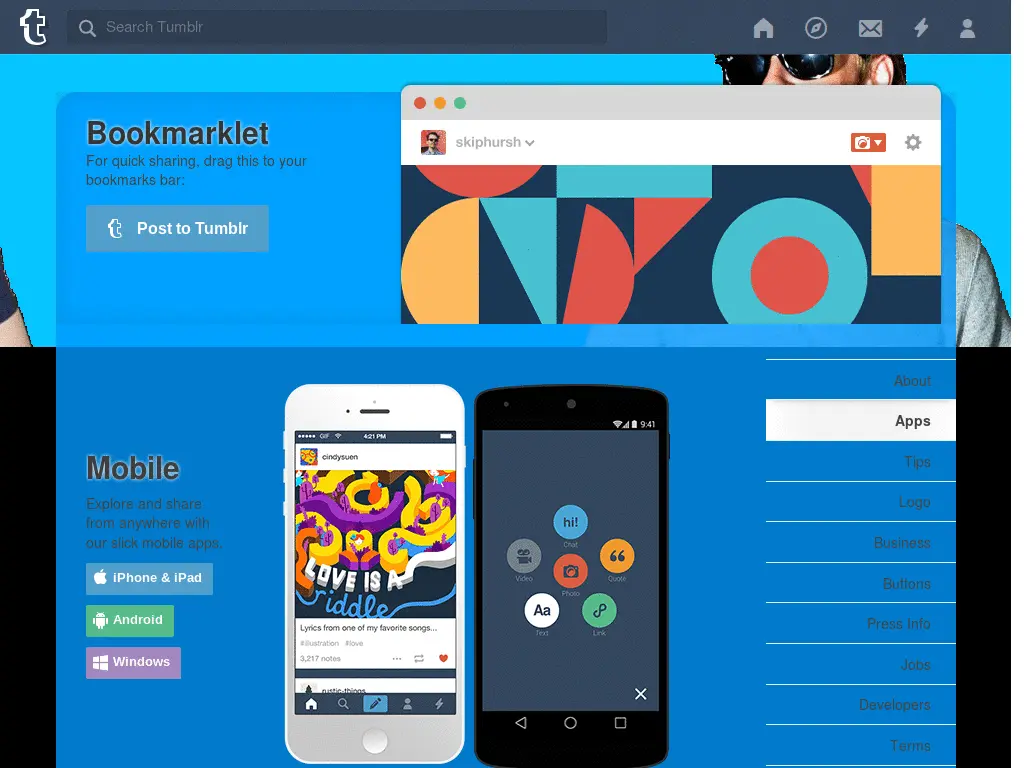 Search Tumblr
Bookmarklet
For quick sharing, drag this to your
bookmarks bar:
Post to Tumblr
skiphursh
Mobile
Explore and share
from anywhere with
our slick mobile apps.
iPhone & iPad
Android
Windows
GIF 4:21 PM
cindysuen
LOVE IS A
riddle
Lyrics from one of my favorite songs...
#illustration #love
3,217 notes
rustic-things
9:41
hi!
Chat
Video
Quote
Photo
Aa
Text
Link
About
Apps
Tips
Logo
Business
Buttons
Press Info
Jobs
Developers
Terms